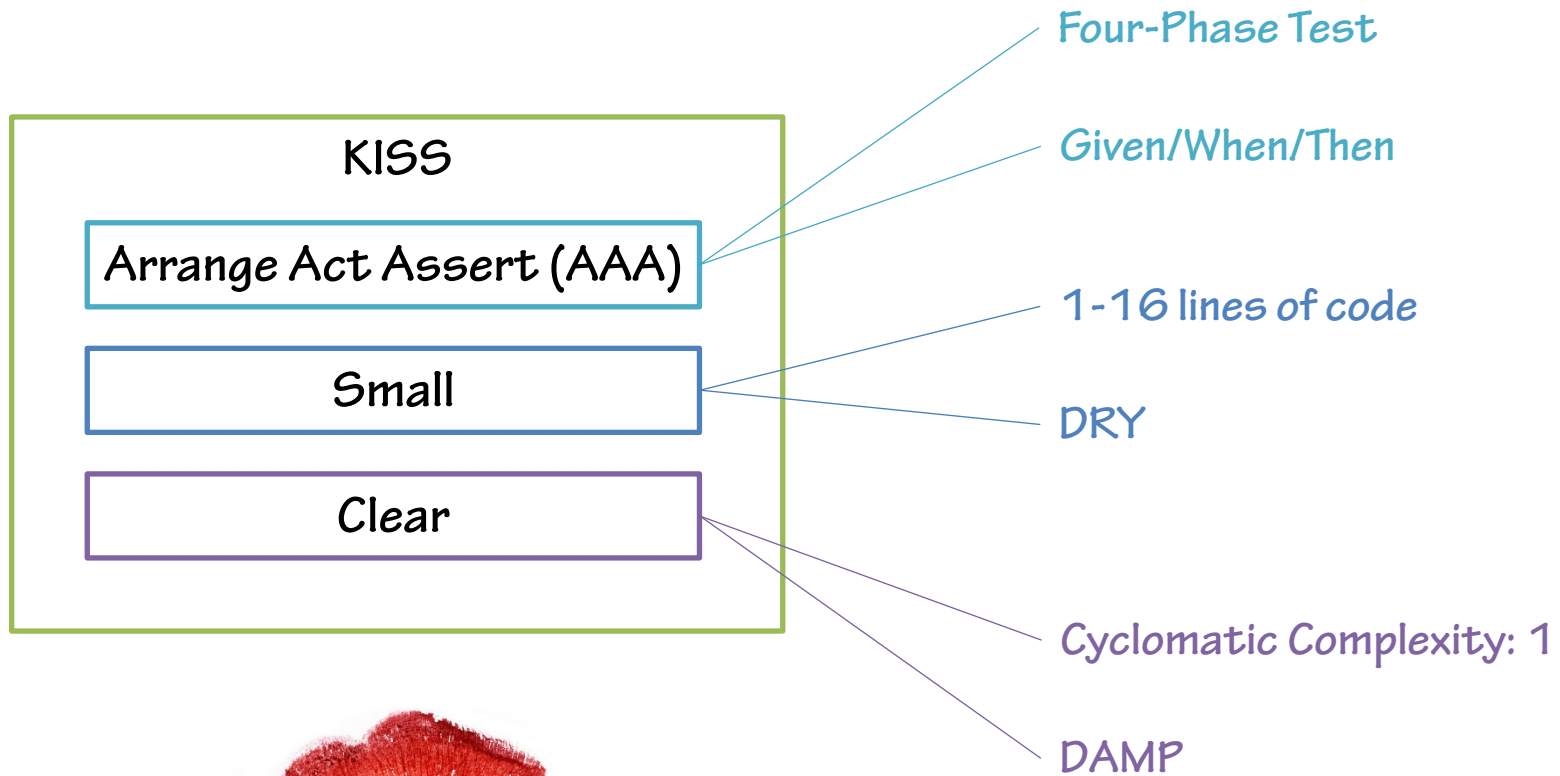 KISS
Arrange Act Assert (AAA)
Small
Clear
Four-Phase Test
Given/When/Then
1-16 lines of code
DRY
Cyclomatic Complexity: 1
DAMP